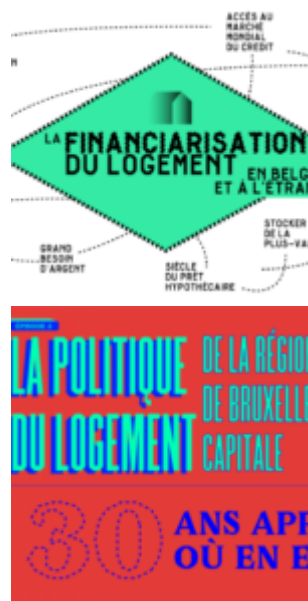 ACCÈS AU
MARCHÉ
MONDIAL
DU CREDIT
M
LA FINANCIARISATION
DU LOGEMENT
EN BELG
ET À L'ETRA
STOCKER
DE LA
PLUS-VA
GRAND
BESOIN
D'ARGENT
SIÈCLE
DU PRÊT
HYPOTHÉCAIRE
LA POLITIQUE
DU LOGEMENT
DE LA RÉGION
DE BRUXELLE
CAPITALE
30
ANS APR
OÙ EN E